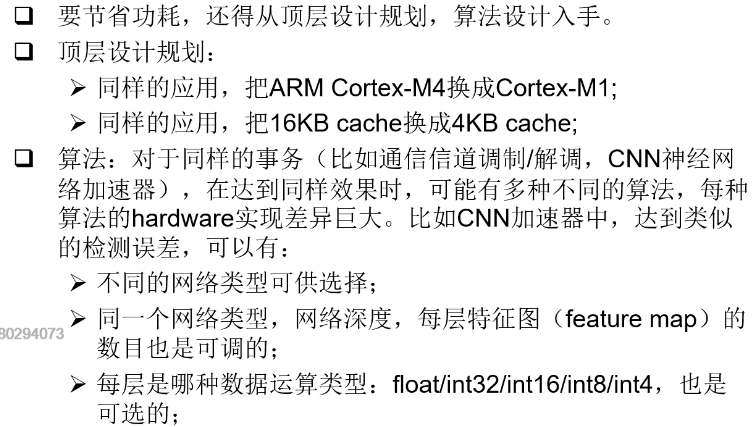 ❑ 要节省功耗，还得从顶层设计规划，算法设计入手。
❑ 顶层设计规划：
➢ 同样的应用，把ARM Cortex-M4换成Cortex-M1;
➢ 同样的应用，把16KB cache换成4KB cache;
❑ 算法：对于同样的事务（比如通信信道调制/解调，CNN神经网
络加速器），在达到同样效果时，可能有多种不同的算法，每种
算法的hardware实现差异巨大。比如CNN加速器中，达到类似
的检测误差，可以有：
➢ 不同的网络类型可供选择；
➢ 同一个网络类型，网络深度，每层特征图（feature map）的
80294073
数目也是可调的；
➢ 每层是哪种数据运算类型：float/int32/int16/int8/int4，也是
可选的；